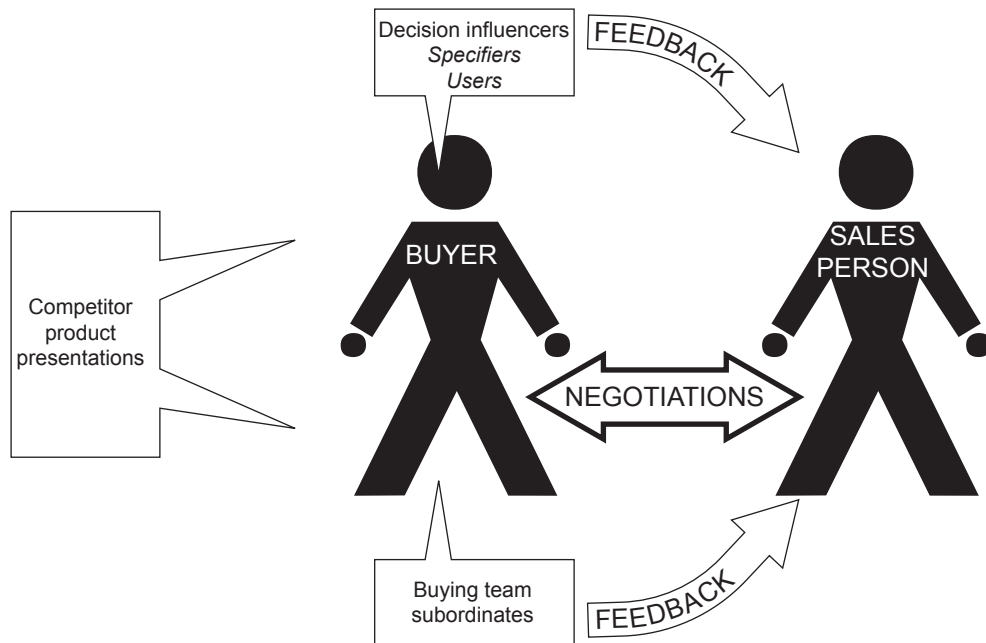 Decision influencers
Specifiers
Users
FEEDBACK
BUYER
SALES
PERSON
Competitor
product
presentations
NEGOTIATIONS
Buying team
subordinates
FEEDBACK